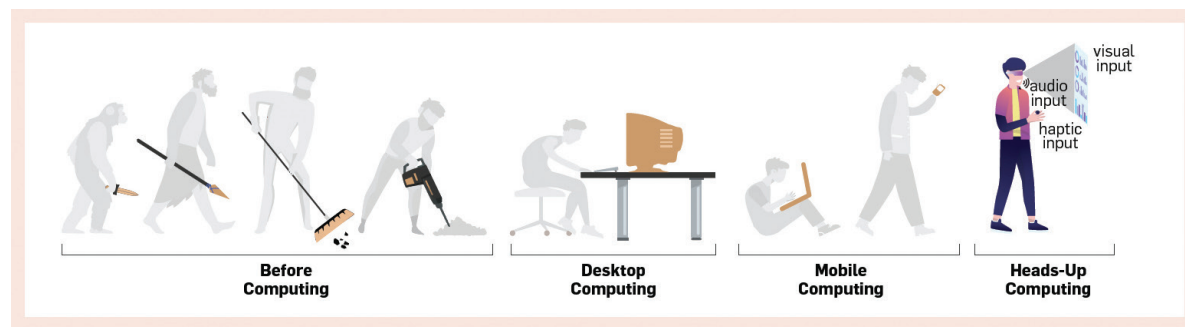 visual
input
audio
input
haptic
input
Before
Computing
Desktop
Computing
Mobile
Computing
Heads-Up
Computing